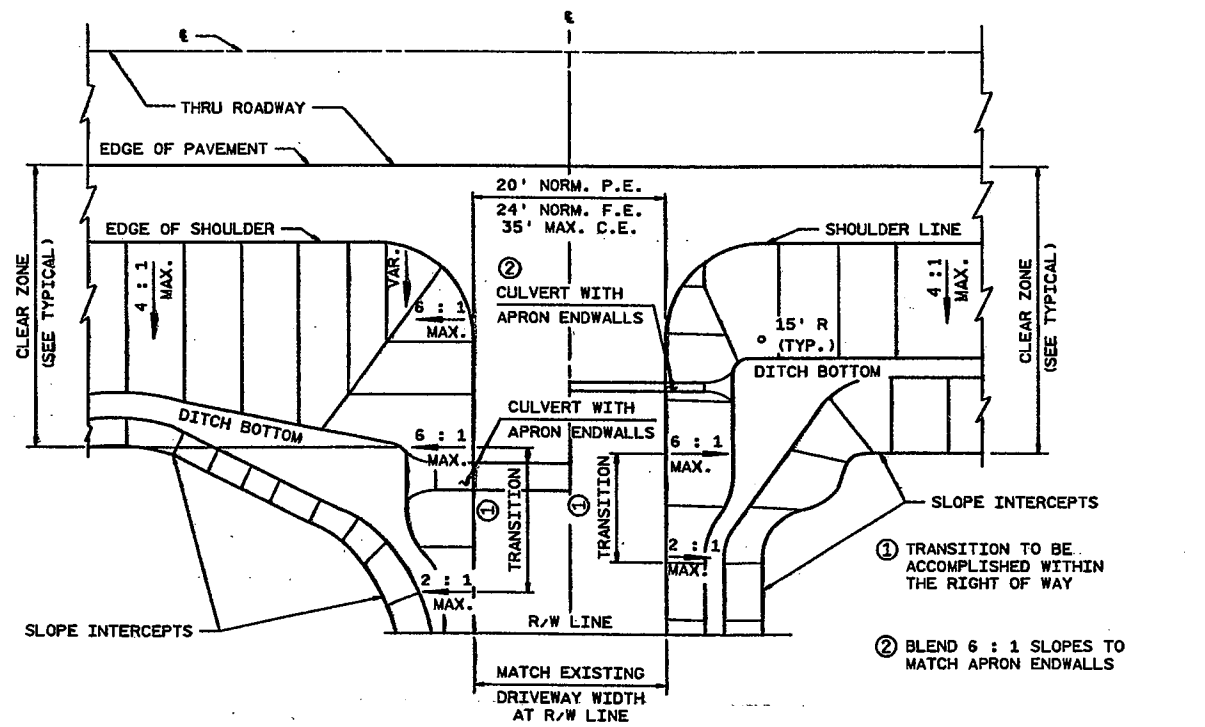 ℄
℄
THRU ROADWAY
EDGE OF PAVEMENT
20' NORM. P.E.
24' NORM. F.E.
35' MAX. C.E.
EDGE OF SHOULDER
SHOULDER LINE
CLEAR ZONE
(SEE TYPICAL)
4 : 1
MAX.
VAR.
6 : 1
MAX.
②
CULVERT WITH
APRON ENDWALLS
15' R
(TYP.)
4 : 1
MAX.
CLEAR ZONE
(SEE TYPICAL)
DITCH BOTTOM
DITCH BOTTOM
CULVERT WITH
APRON ENDWALLS
6 : 1
MAX.
6 : 1
MAX.
① TRANSITION
① TRANSITION
SLOPE INTERCEPTS
2 : 1
MAX.
2 : 1
MAX.
① TRANSITION TO BE
ACCOMPLISHED WITHIN
THE RIGHT OF WAY
R/W LINE
SLOPE INTERCEPTS
② BLEND 6 : 1 SLOPES TO
MATCH APRON ENDWALLS
MATCH EXISTING
DRIVEWAY WIDTH
AT R/W LINE